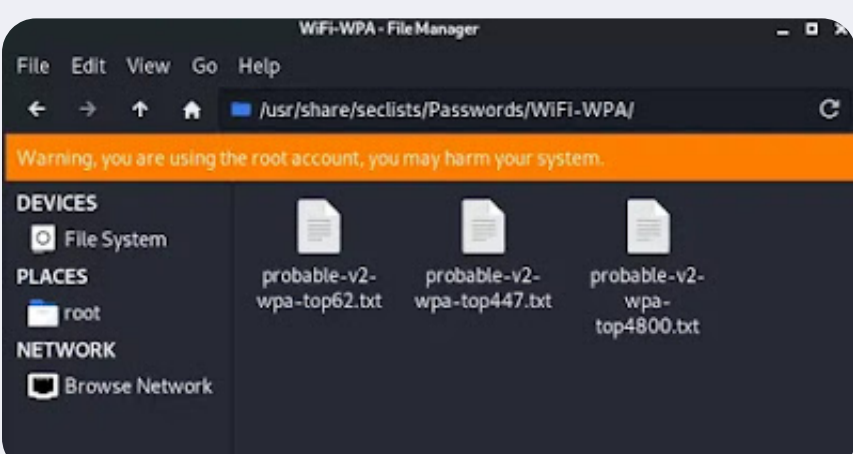 WiFi-WPA - File Manager
File Edit View Go Help
/usr/share/seclists/Passwords/WiFi-WPA/
Warning, you are using the root account, you may harm your system.
DEVICES
File System
PLACES
root
NETWORK
Browse Network
probable-v2-
wpa-top62.txt
probable-v2-
wpa-top447.txt
probable-v2-
wpa-
top4800.txt